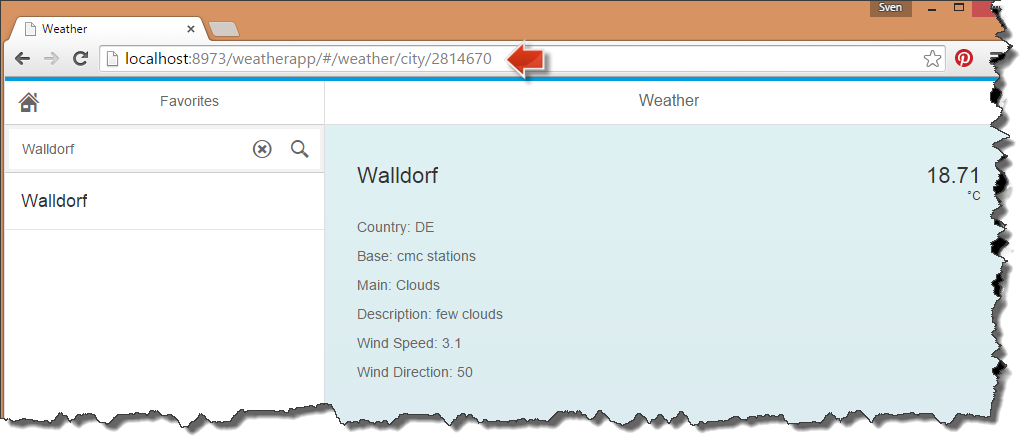 Sven
Weather
localhost:8973/weatherapp/#/weather/city/2814670
Favorites
Weather
Walldorf
Walldorf
Walldorf
18.71
°C
Country: DE
Base: cmc stations
Main: Clouds
Description: few clouds
Wind Speed: 3.1
Wind Direction: 50